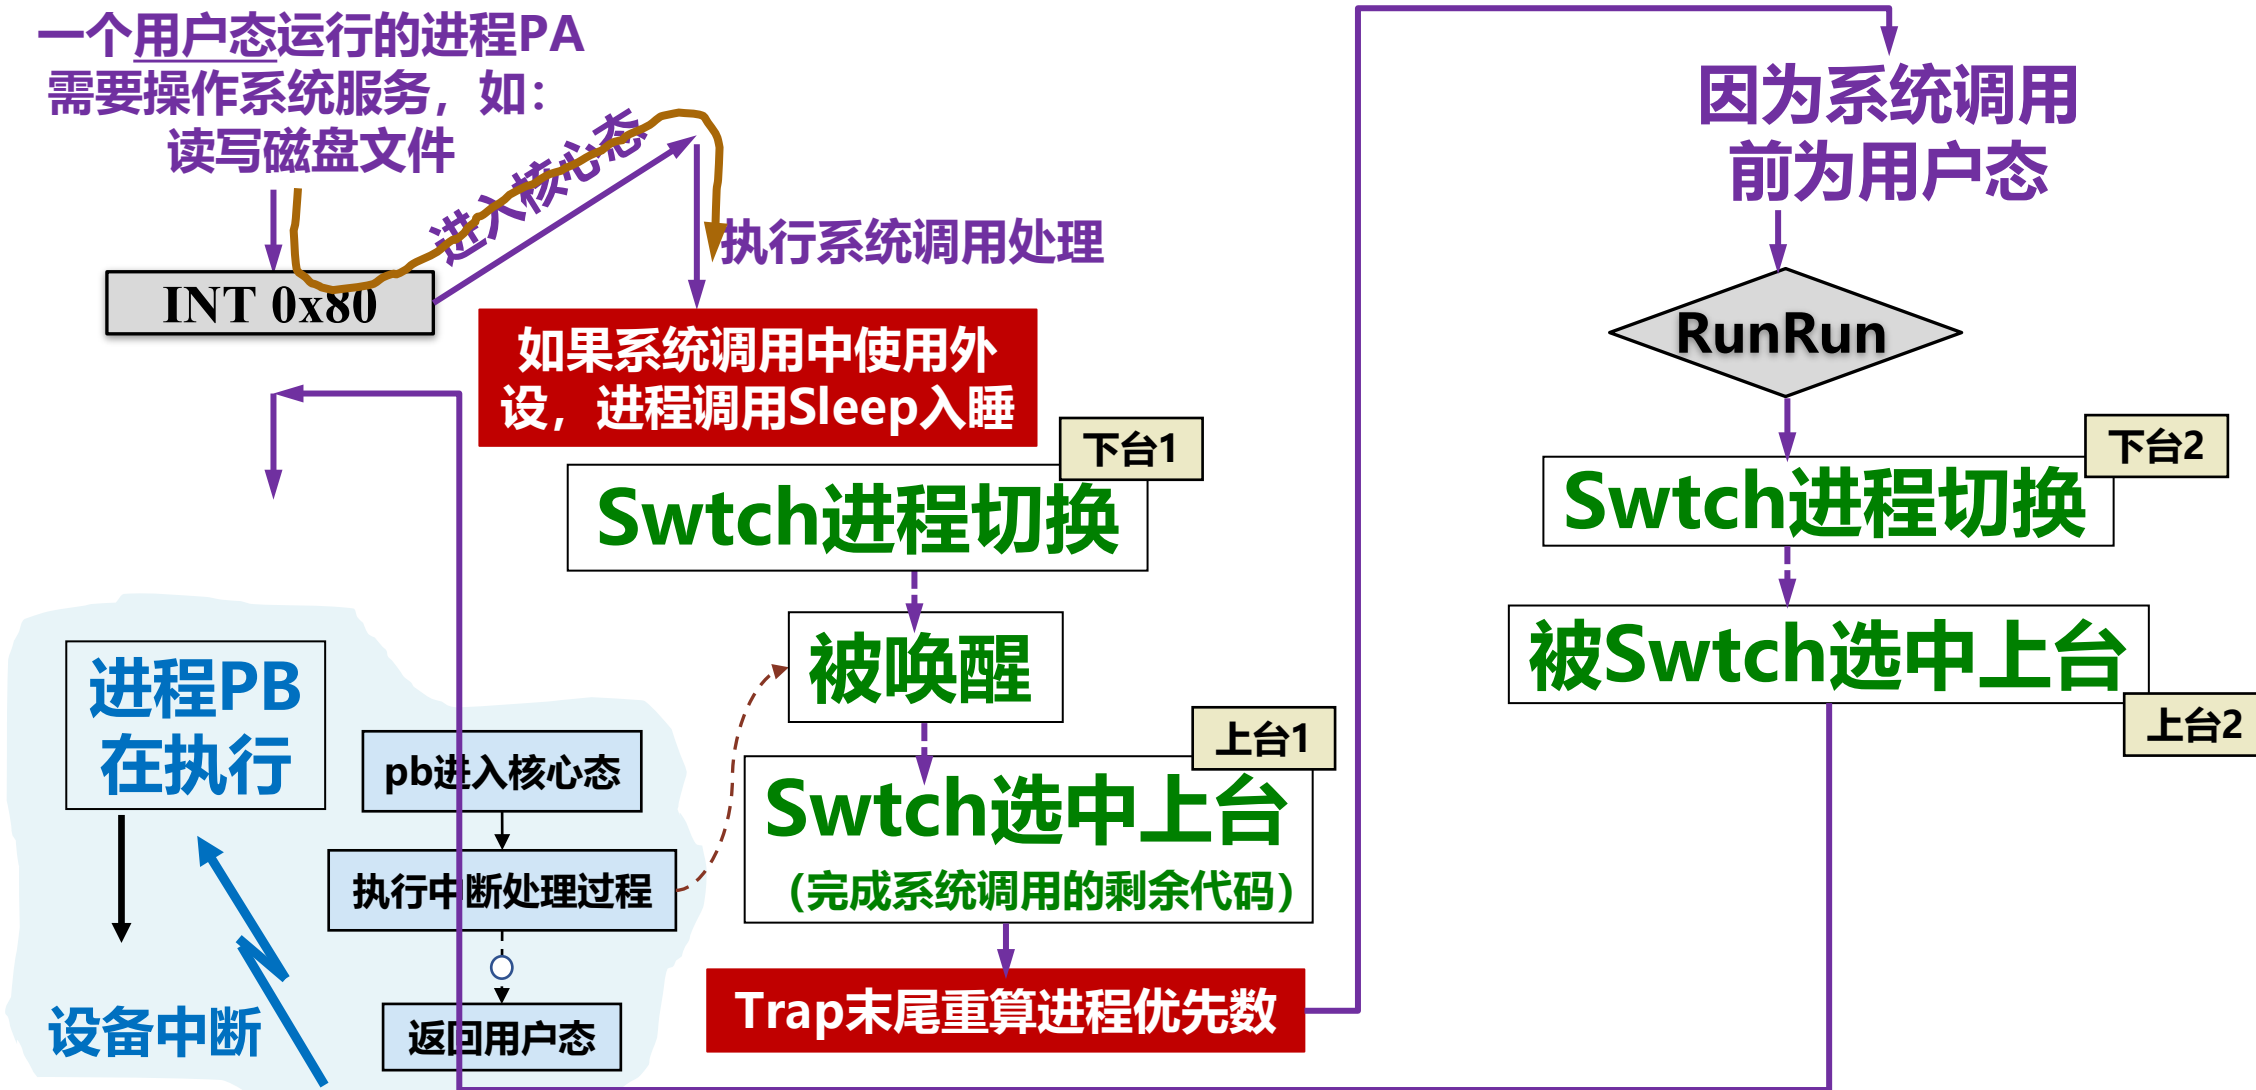 一个用户态运行的进程PA
需要操作系统服务，如：
读写磁盘文件
INT 0x80
进入核心态
执行系统调用处理
如果系统调用中使用外
设，进程调用Sleep入睡
下台1
Swtch进程切换
被唤醒
上台1
Swtch选中上台
（完成系统调用的剩余代码）
Trap末尾重算进程优先数
进程PB
在执行
设备中断
pb进入核心态
执行中断处理过程
返回用户态
因为系统调用
前为用户态
RunRun
下台2
Swtch进程切换
被Swtch选中上台
上台2